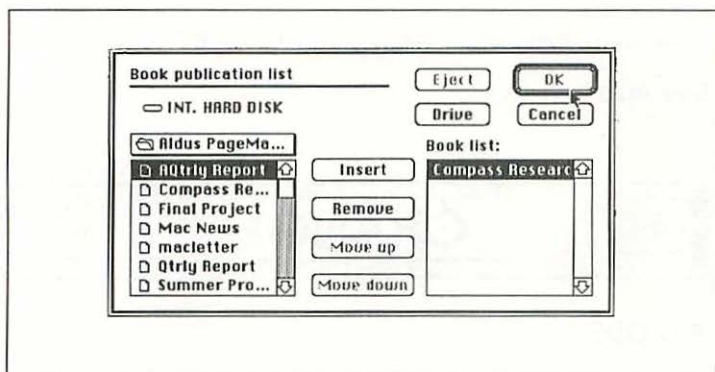 Book publication list
Eject
OK
INT. HARD DISK
Drive
Cancel
Aldus PageMa...
Book list:
AQtrly Report
Insert
Compass Researc
Compass Re...
Final Project
Remove
Mac News
macletter
Move up
Qtrly Report
Summer Pro...
Move down